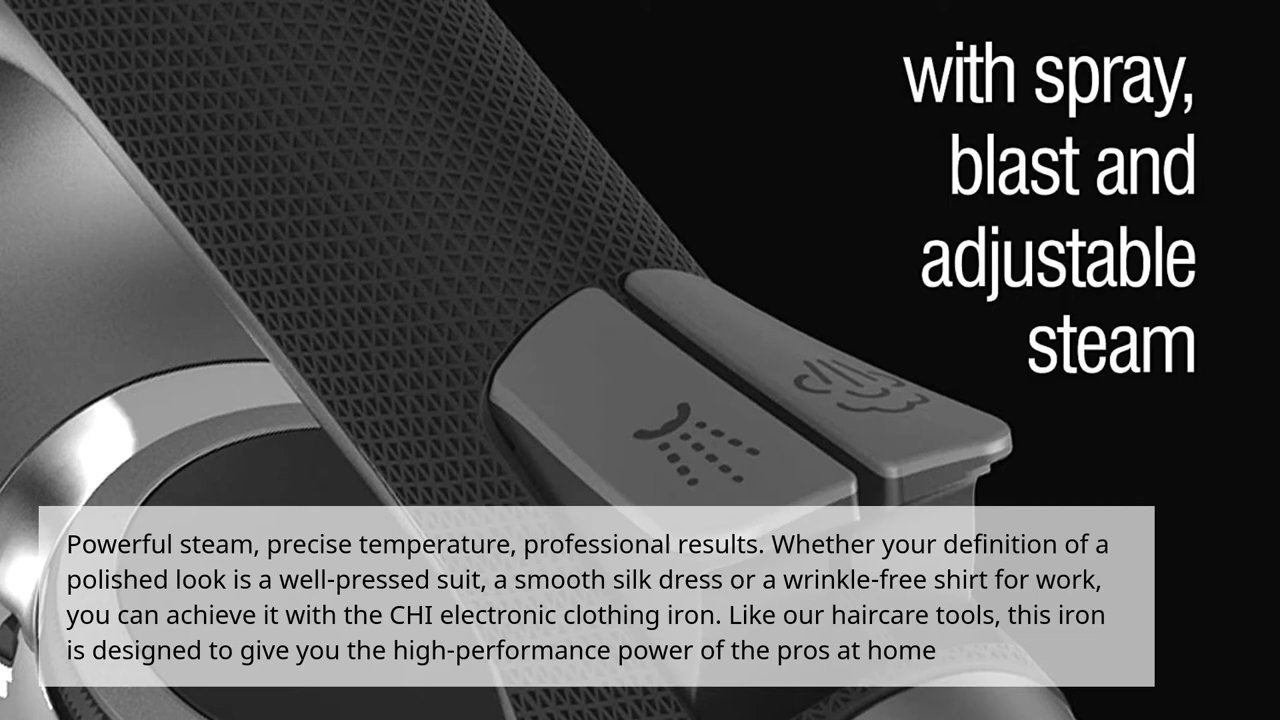 with spray,
blast and
adjustable
steam
Powerful steam, precise temperature, professional results. Whether your definition of a
polished look is a well-pressed suit, a smooth silk dress or a wrinkle-free shirt for work,
you can achieve it with the CHI electronic clothing iron. Like our haircare tools, this iron
is designed to give you the high-performance power of the pros at home